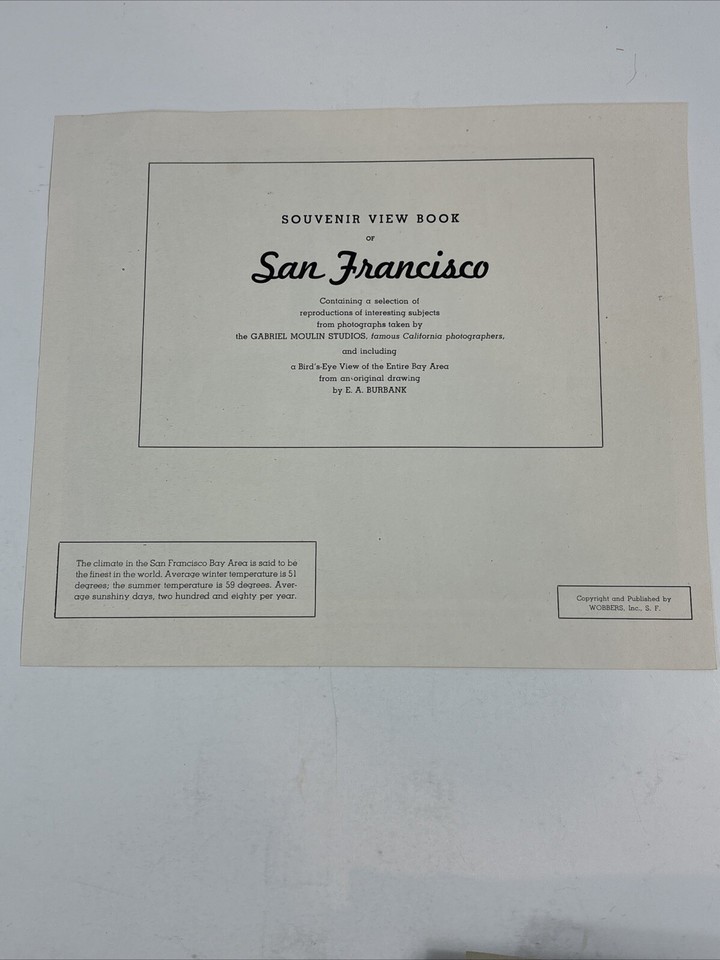 SOUVENIR VIEW BOOK
OF
San Francisco
Containing a selection of
reproductions of interesting subjects
from photographs taken by
the GABRIEL MOULIN STUDIOS, famous California photographers,
and including
a Bird's-Eye View of the Entire Bay Area
from an original drawing
by E. A. BURBANK
The climate in the San Francisco Bay Area is said to be
the finest in the world. Average winter temperature is 51
degrees; the summer temperature is 59 degrees. Aver-
age sunshiny days, two hundred and eighty per year.
Copyright and Published by
WOBBERS, Inc., S. F.